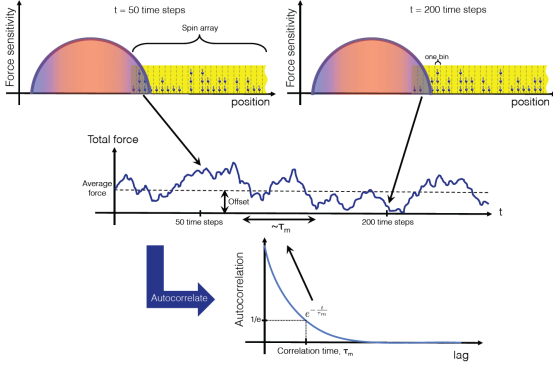 t = 50 time steps
t = 200 time steps
Force sensitivity
Spin array
position
Force sensitivity
one bin
position
Total force
Average force
Offset
t
50 time steps
~τm
200 time steps
Autocorrelate
Autocorrelation
1/e
e^{-t/τm}
Correlation time, τm
lag